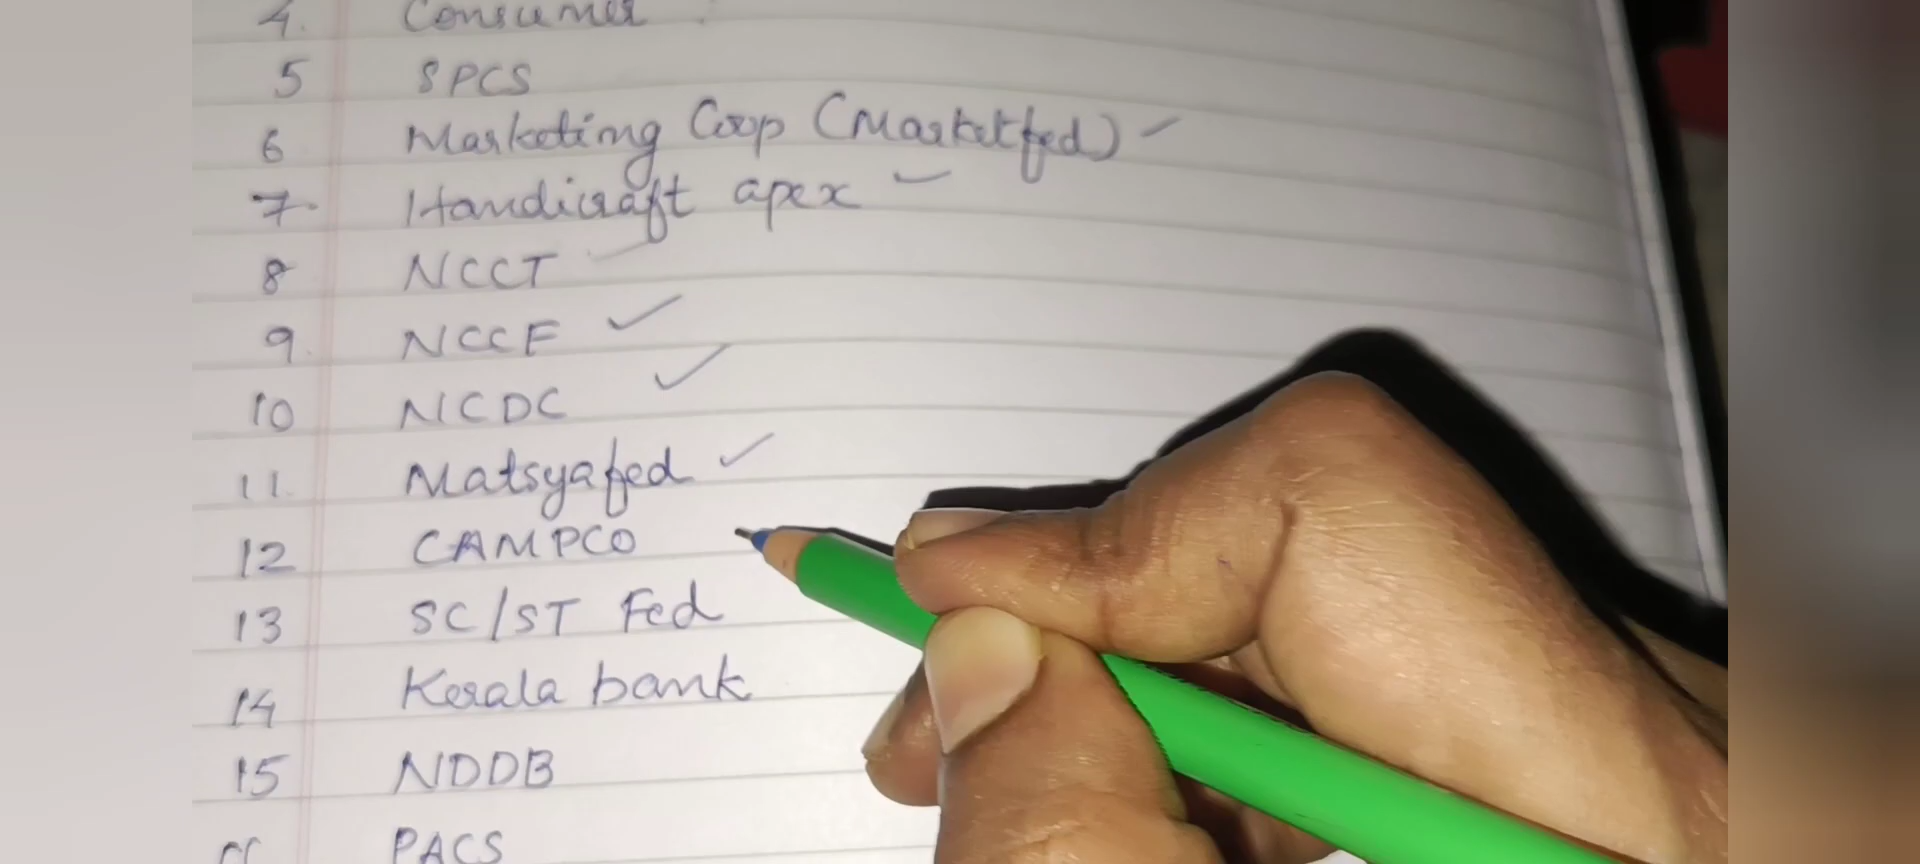 4. Consumer
5 SPCS
6 Marketing Coop (Marketfed)
7. Handicraft apex
8 NCCT
9. NCCF
10 NCDC
11. Matsyafed
12 CAMPCO
13 SC/ST Fed
14 Kerala bank
15 NDDB
PACS